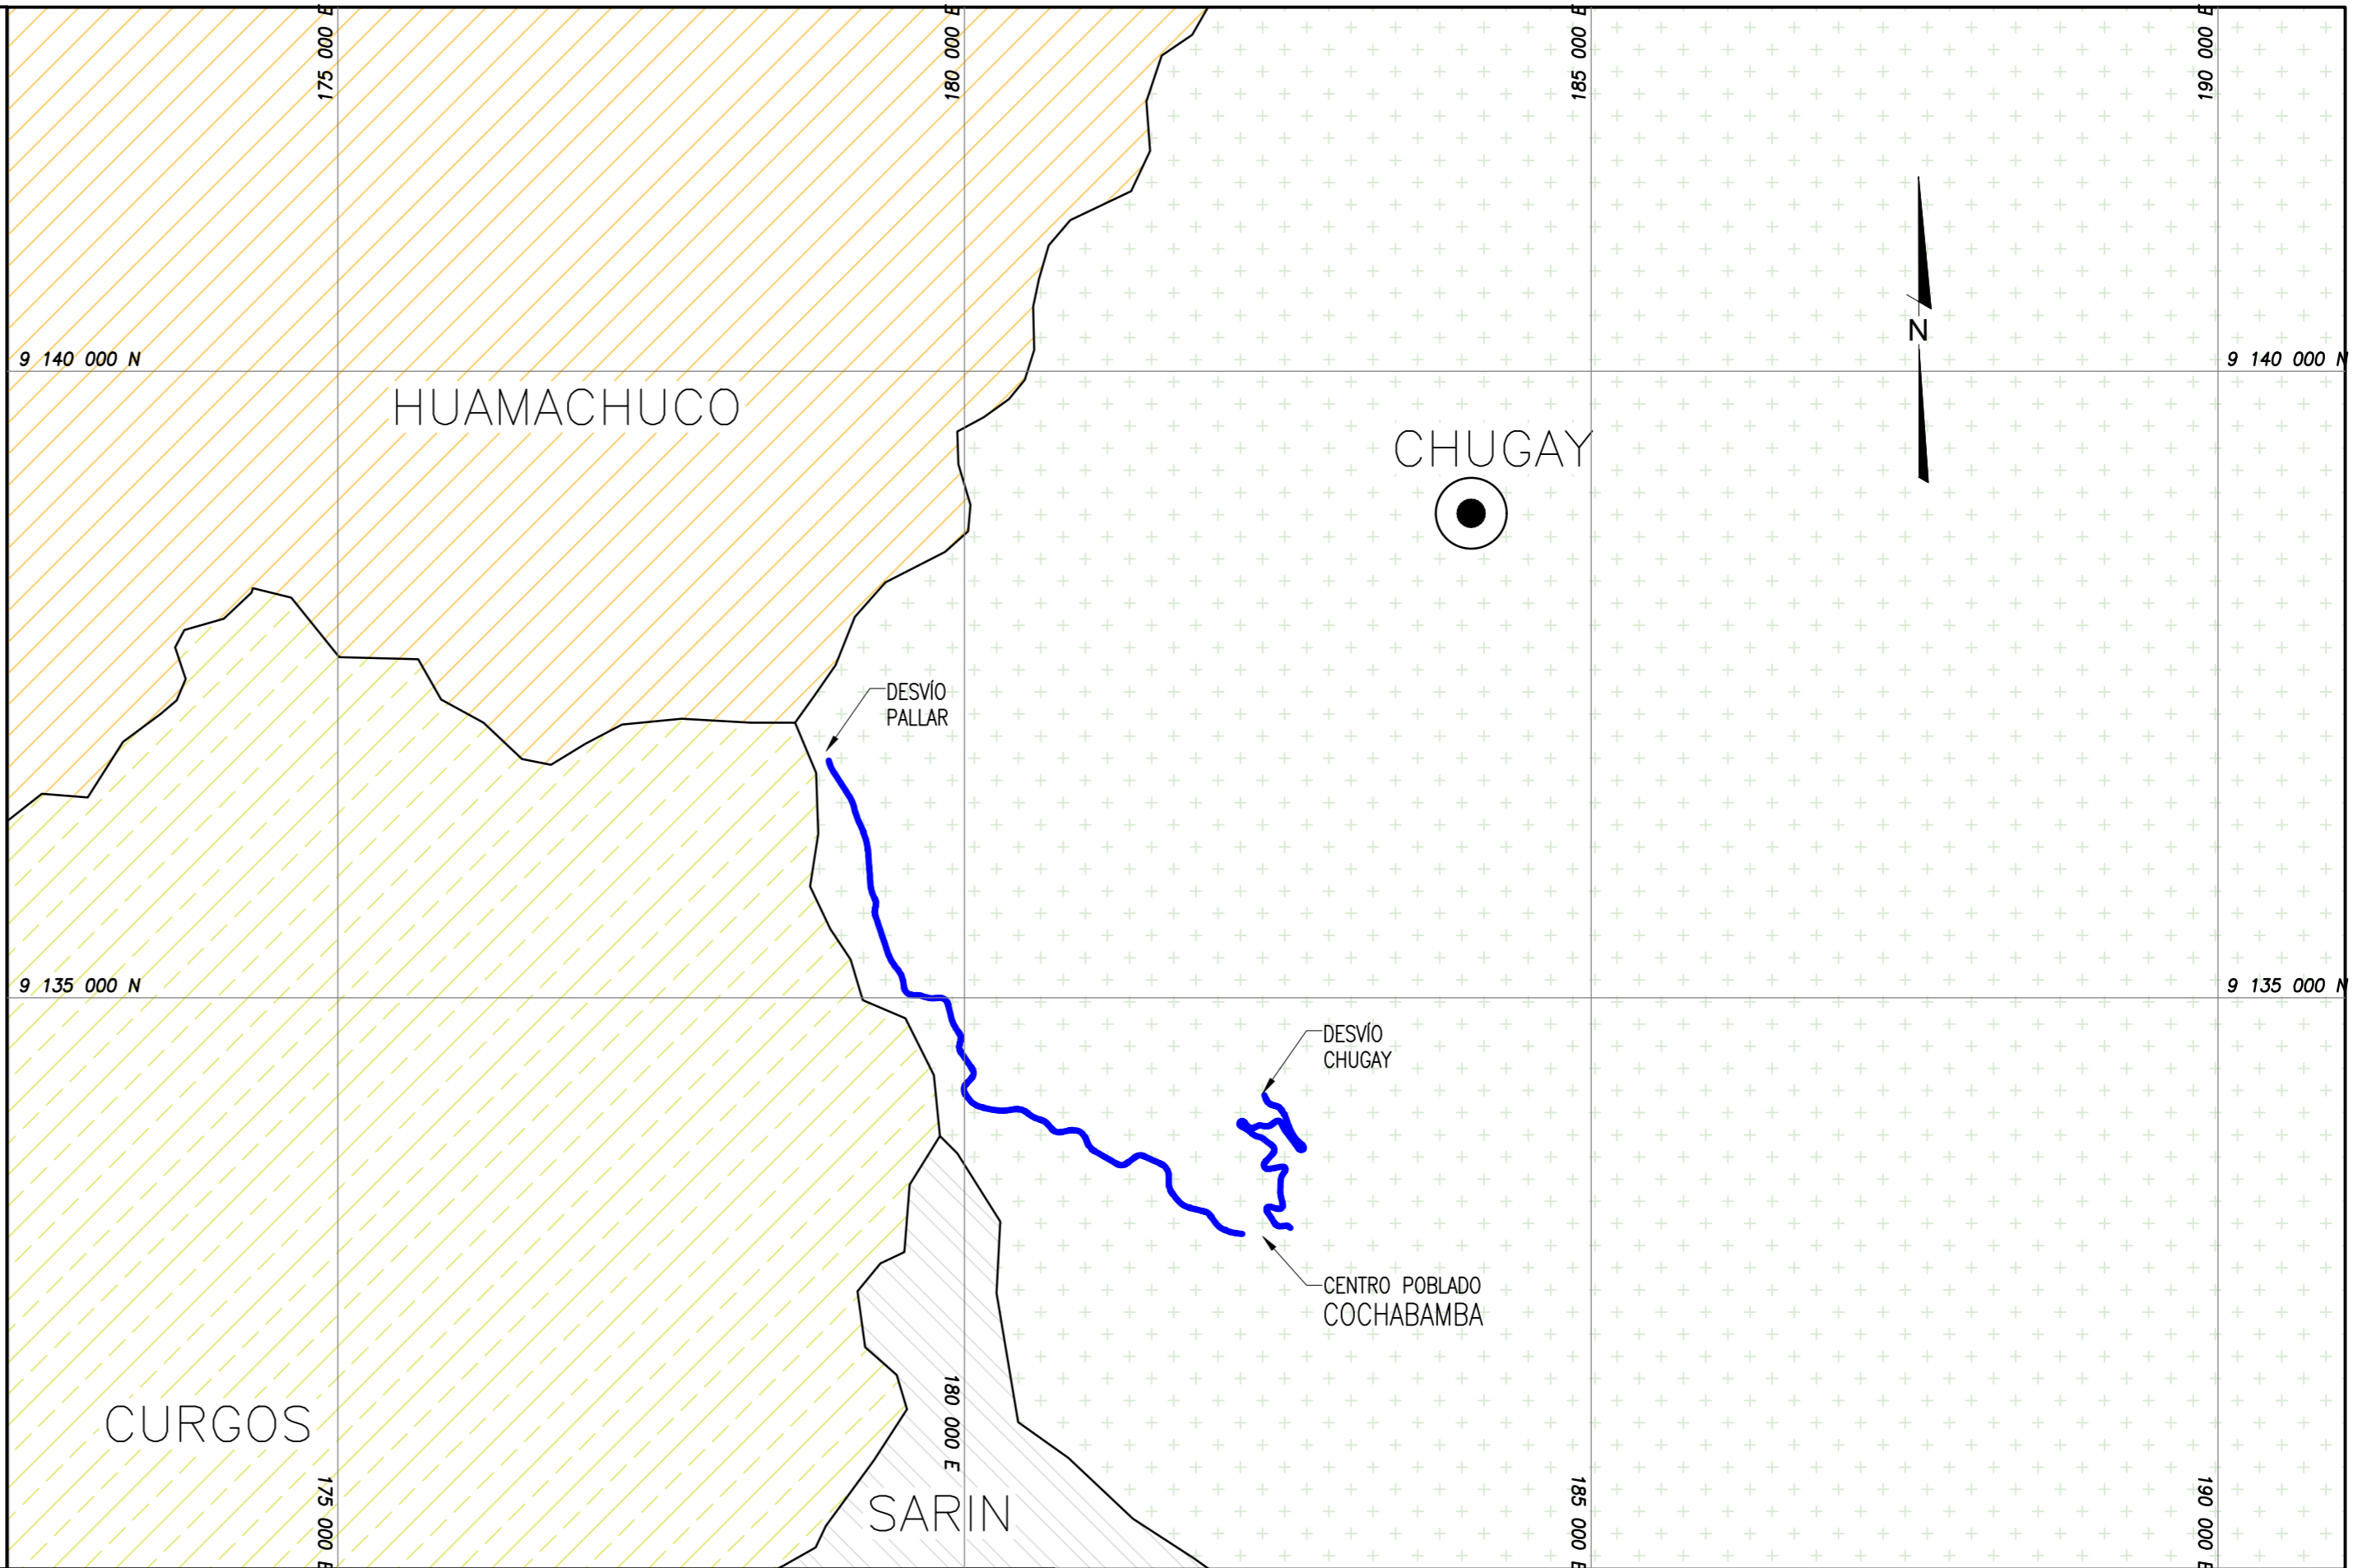 175 000 E
180 000 E
185 000 E
190 000 E
9 140 000 N
9 140 000 N
N
HUAMACHUCO
CHUGAY
DESVÍO
PALLAR
9 135 000 N
9 135 000 N
DESVÍO
CHUGAY
CENTRO POBLADO
COCHABAMBA
CURGOS
SARIN
175 000 E
180 000 E
185 000 E
190 000 E